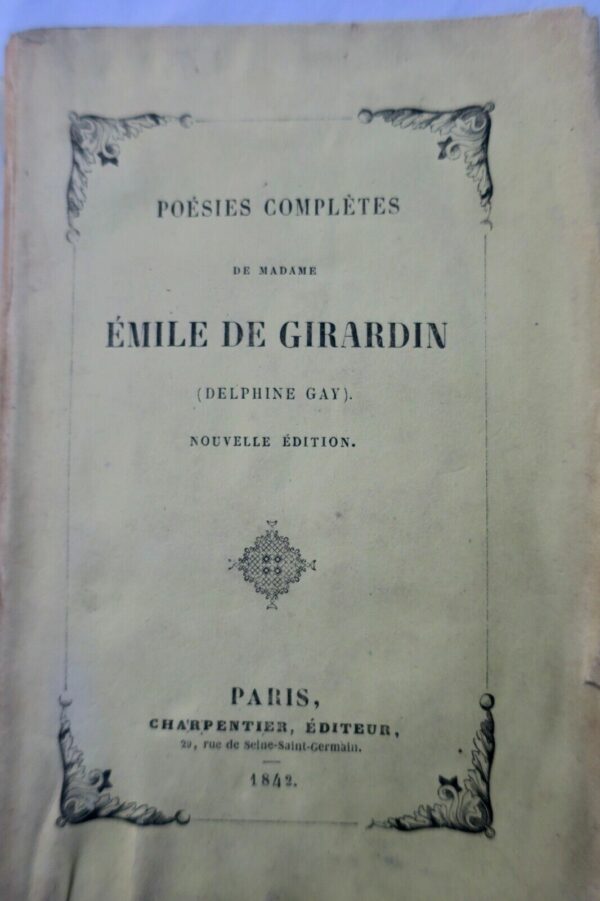 POÉSIES COMPLÈTES
DE MADAME
ÉMILE DE GIRARDIN
(DELPHINE GAY).
NOUVELLE ÉDITION.
PARIS,
CHARPENTIER, ÉDITEUR,
29, rue de Seine-Saint-Germain.
1842.